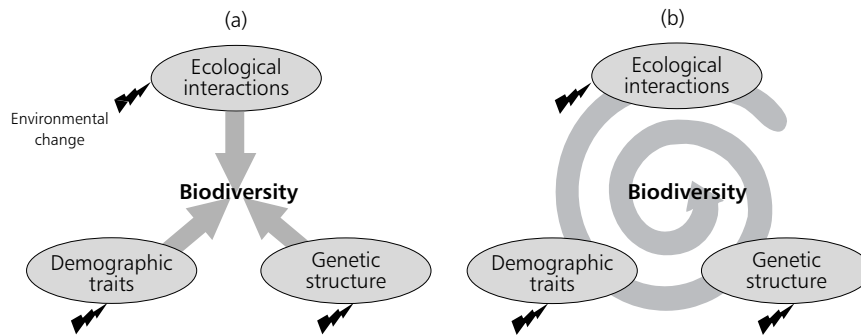 (a)
Ecological
interactions
Environmental
change
Biodiversity
Demographic
traits
Genetic
structure
(b)
Ecological
interactions
Biodiversity
Demographic
traits
Genetic
structure